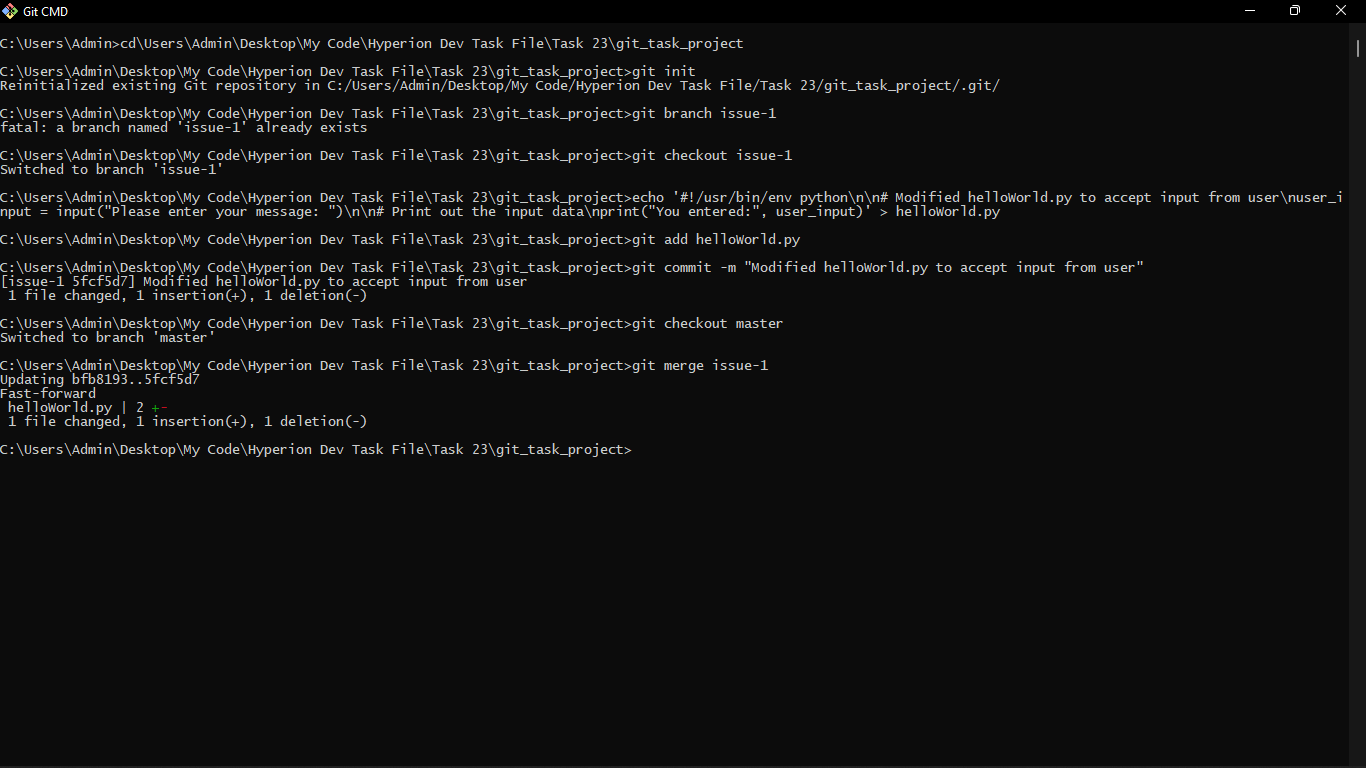 Git CMD
C:\Users\Admin>cd\Users\Admin\Desktop\My Code\Hyperion Dev Task File\Task 23\git_task_project
C:\Users\Admin\Desktop\My Code\Hyperion Dev Task File\Task 23\git_task_project>git init
Reinitialized existing Git repository in C:/Users/Admin/Desktop/My Code/Hyperion Dev Task File/Task 23/git_task_project/.git/
C:\Users\Admin\Desktop\My Code\Hyperion Dev Task File\Task 23\git_task_project>git branch issue-1
fatal: a branch named 'issue-1' already exists
C:\Users\Admin\Desktop\My Code\Hyperion Dev Task File\Task 23\git_task_project>git checkout issue-1
Switched to branch 'issue-1'
C:\Users\Admin\Desktop\My Code\Hyperion Dev Task File\Task 23\git_task_project>echo '#!/usr/bin/env python\n\n# Modified helloWorld.py to accept input from user\nuser_i
nput = input("Please enter your message: ")\n\n# Print out the input data\nprint("You entered:", user_input)' > helloWorld.py
C:\Users\Admin\Desktop\My Code\Hyperion Dev Task File\Task 23\git_task_project>git add helloWorld.py
C:\Users\Admin\Desktop\My Code\Hyperion Dev Task File\Task 23\git_task_project>git commit -m "Modified helloWorld.py to accept input from user"
[issue-1 5fcf5d7] Modified helloWorld.py to accept input from user
 1 file changed, 1 insertion(+), 1 deletion(-)
C:\Users\Admin\Desktop\My Code\Hyperion Dev Task File\Task 23\git_task_project>git checkout master
Switched to branch 'master'
C:\Users\Admin\Desktop\My Code\Hyperion Dev Task File\Task 23\git_task_project>git merge issue-1
Updating bfb8193..5fcf5d7
Fast-forward
 helloWorld.py | 2 +-
 1 file changed, 1 insertion(+), 1 deletion(-)
C:\Users\Admin\Desktop\My Code\Hyperion Dev Task File\Task 23\git_task_project>